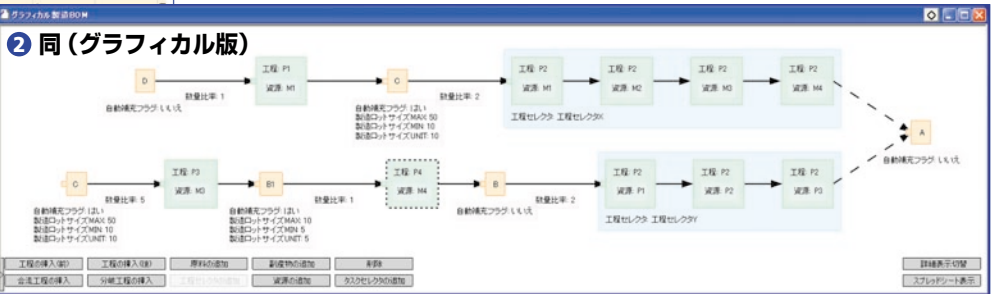 グラフィカル製造BOM
② 同（グラフィカル版）
D
自動補充フラグ: いいえ
数量比率: 1
工程: P1
資源: M1
C
自動補充フラグ: はい
製造ロットサイズMAX: 50
製造ロットサイズMIN: 10
製造ロットサイズUNIT: 10
数量比率: 2
工程: P2
資源: M1
工程: P2
資源: M2
工程: P2
資源: M3
工程: P2
資源: M4
工程セレクタ: 工程セレクタX
A
自動補充フラグ: いいえ
C
自動補充フラグ: はい
製造ロットサイズMAX: 50
製造ロットサイズMIN: 10
製造ロットサイズUNIT: 10
数量比率: 5
工程: P3
資源: M3
B1
自動補充フラグ: はい
製造ロットサイズMAX: 10
製造ロットサイズMIN: 5
製造ロットサイズUNIT: 5
数量比率: 1
工程: P4
資源: M4
B
自動補充フラグ: いいえ
数量比率: 2
工程: P2
資源: P1
工程: P2
資源: P2
工程: P2
資源: P3
工程セレクタ: 工程セレクタY
工程の挿入(前)
工程の挿入(後)
原料の追加
副産物の追加
削除
詳細表示切替
合流工程の挿入
分岐工程の挿入
工程セレクタの追加
資源の追加
タスクセレクタの追加
スプレッドシート表示